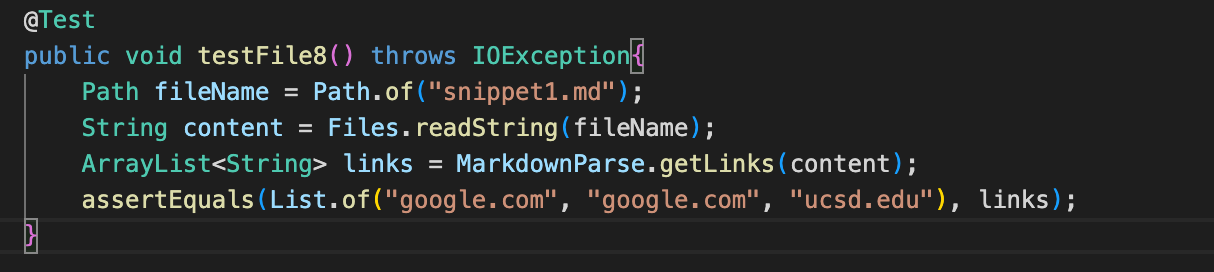 @Test
public void testFile8() throws IOException{
    Path fileName = Path.of("snippet1.md");
    String content = Files.readString(fileName);
    ArrayList<String> links = MarkdownParse.getLinks(content);
    assertEquals(List.of("google.com", "google.com", "ucsd.edu"), links);
}